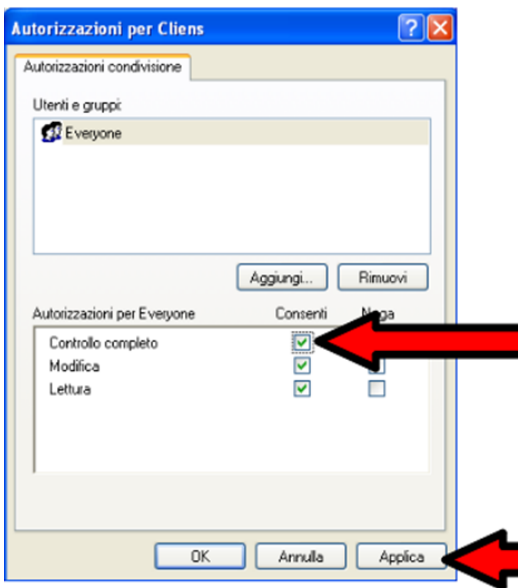 Autorizzazioni per Cliens
Autorizzazioni condivisione
Utenti e gruppi:
Everyone
Aggiungi... Rimuovi
Autorizzazioni per Everyone Consenti Nega
Controllo completo
Modifica
Lettura
OK Annulla Applica